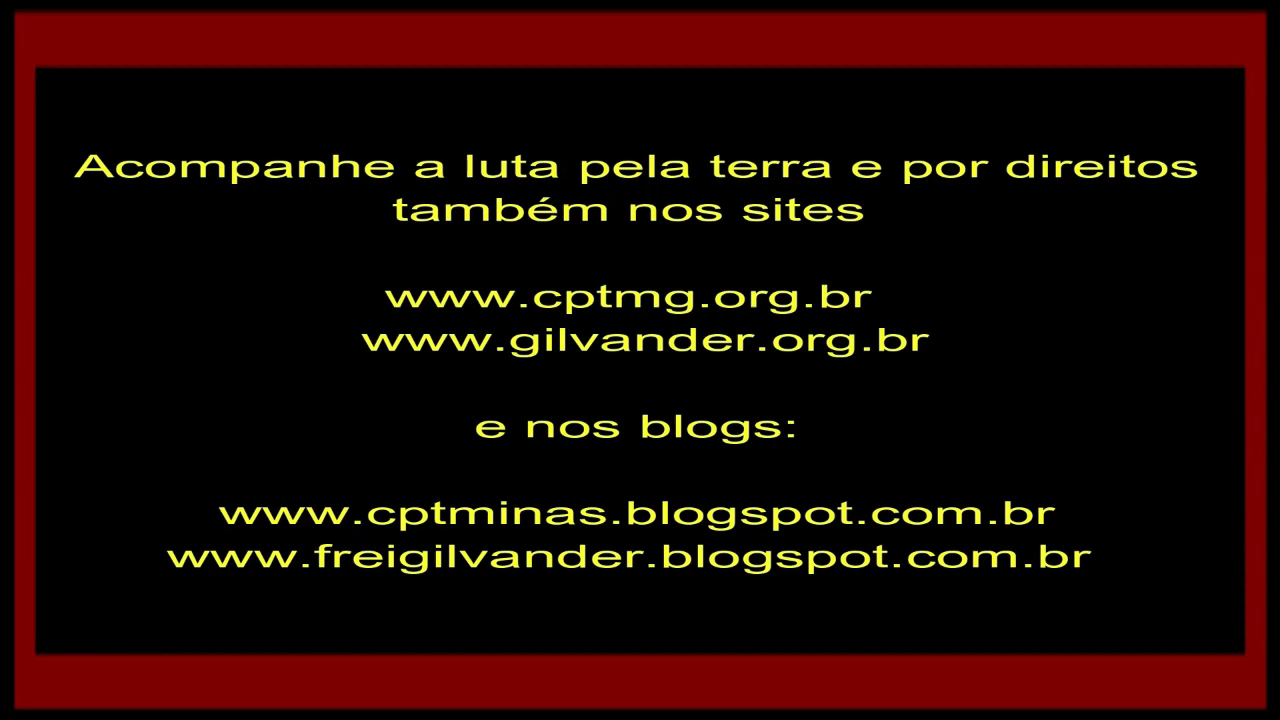 Acompanhe a luta pela terra e por direitos
também nos sites
www.cptmg.org.br
www.gilvander.org.br
e nos blogs:
www.cptminas.blogspot.com.br
www.freigilvander.blogspot.com.br